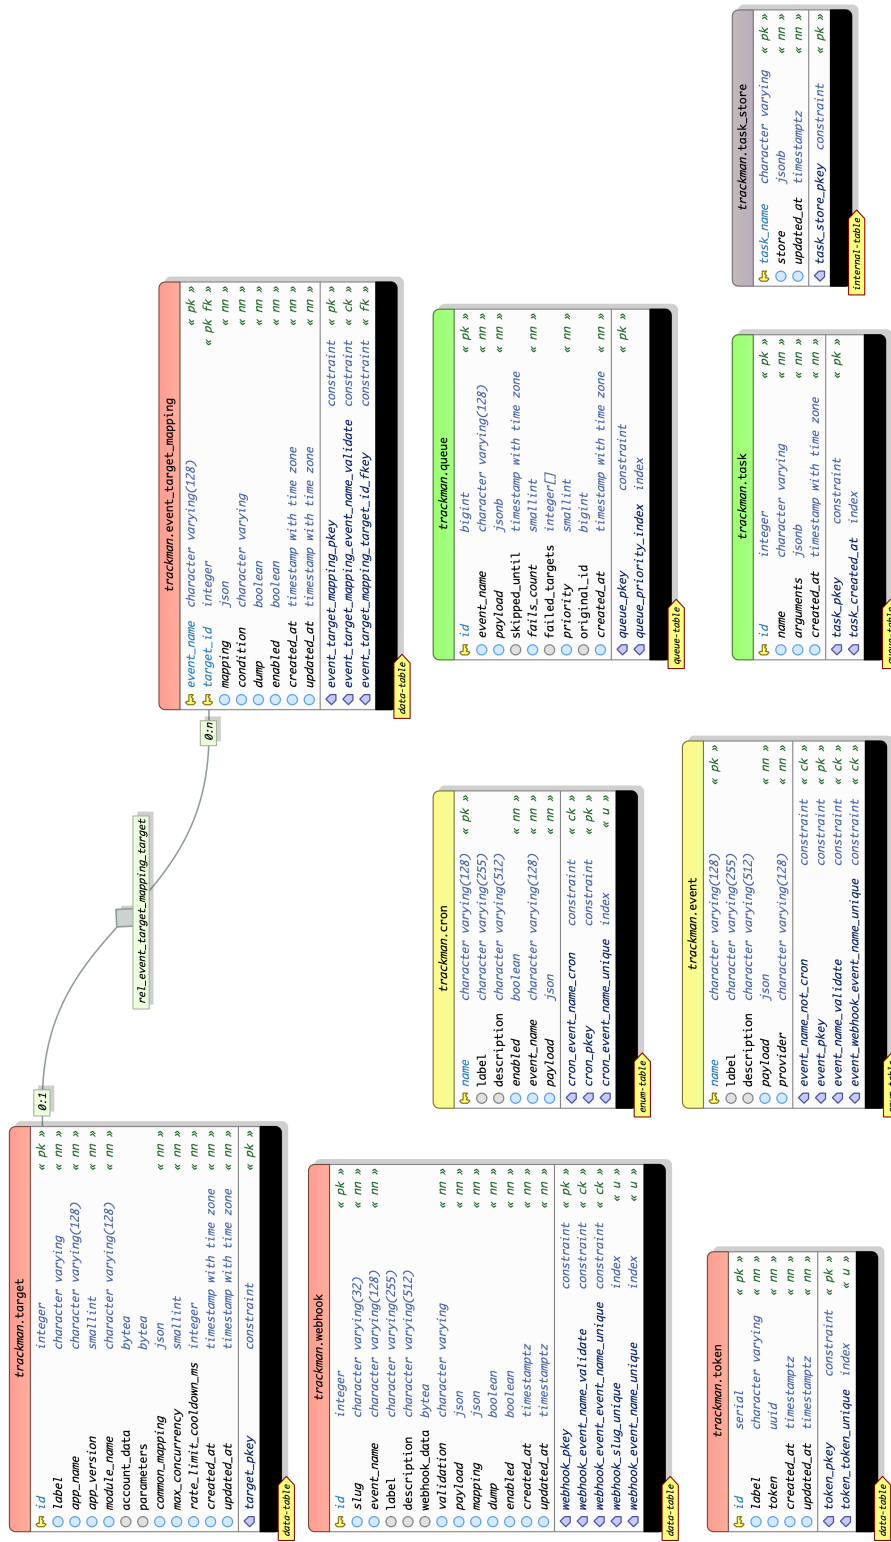 trackman.target
id integer « pk »
label character varying « nn »
app_name character varying(128) « nn »
app_version smallint « nn »
module_name character varying(128) « nn »
account_data bytea
parameters bytea
common_mapping json « nn »
max_concurrency smallint « nn »
rate_limit_cooldown_ms integer « nn »
created_at timestamp with time zone « nn »
updated_at timestamp with time zone « nn »
target_pkey constraint « pk »
data-table
0:1
rel_event_target_mapping_target
0:n
trackman.event_target_mapping
event_name character varying(128) « pk »
target_id integer « pk fk »
mapping json « nn »
condition character varying « nn »
dump boolean « nn »
enabled boolean « nn »
created_at timestamp with time zone « nn »
updated_at timestamp with time zone « nn »
event_target_mapping_pkey constraint « pk »
event_target_mapping_event_name_validate constraint « ck »
event_target_mapping_target_id_fkey constraint « fk »
data-table
trackman.webhook
id integer « pk »
slug character varying(32) « nn »
event_name character varying(128) « nn »
label character varying(255)
description character varying(512)
webhook_data bytea
validation character varying « nn »
payload json « nn »
mapping json « nn »
dump boolean « nn »
enabled boolean « nn »
created_at timestamptz « nn »
updated_at timestamptz « nn »
webhook_pkey constraint « pk »
webhook_event_name_validate constraint « ck »
webhook_event_event_name_unique constraint « ck »
webhook_slug_unique index « u »
webhook_event_name_unique index « u »
data-table
trackman.cron
name character varying(128) « pk »
label character varying(255)
description character varying(512)
enabled boolean « nn »
event_name character varying(128) « nn »
payload json « nn »
cron_event_name_cron constraint « ck »
cron_pkey constraint « pk »
cron_event_name_unique index « u »
enum-table
trackman.queue
id bigint « pk »
event_name character varying(128) « nn »
payload jsonb « nn »
skipped_until timestamp with time zone
fails_count smallint « nn »
failed_targets integer[]
priority smallint « nn »
original_id bigint
created_at timestamp with time zone « nn »
queue_pkey constraint « pk »
queue_priority_index index
queue-table
trackman.token
id serial « pk »
label character varying « nn »
token uuid « nn »
created_at timestamptz « nn »
updated_at timestamptz « nn »
token_pkey constraint « pk »
token_token_unique index « u »
data-table
trackman.event
name character varying(128) « pk »
label character varying(255)
description character varying(512)
payload json « nn »
provider character varying(128) « nn »
event_name_not_cron constraint « ck »
event_pkey constraint « pk »
event_name_validate constraint « ck »
event_webhook_event_name_unique constraint « ck »
trackman.task
id integer « pk »
name character varying « nn »
arguments jsonb « nn »
created_at timestamp with time zone « nn »
task_pkey constraint « pk »
task_created_at index
trackman.task_store
task_name character varying « pk »
store jsonb « nn »
updated_at timestamptz « nn »
task_store_pkey constraint « pk »
internal-table